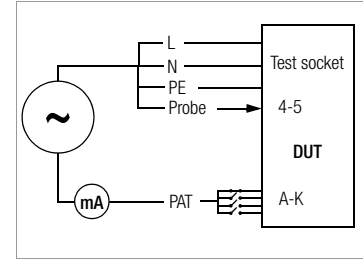 L
N
Test socket
PE
Probe
4-5
DUT
~
mA
PAT
A-K